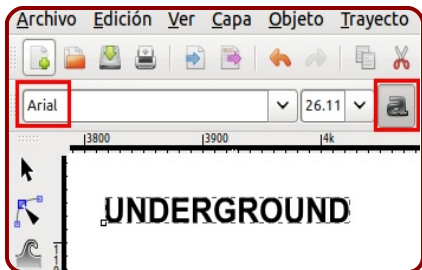 Archivo Edición Ver Capa Objeto Trayecto
Arial 26.11 a
3800 3900 4k
UNDERGROUND